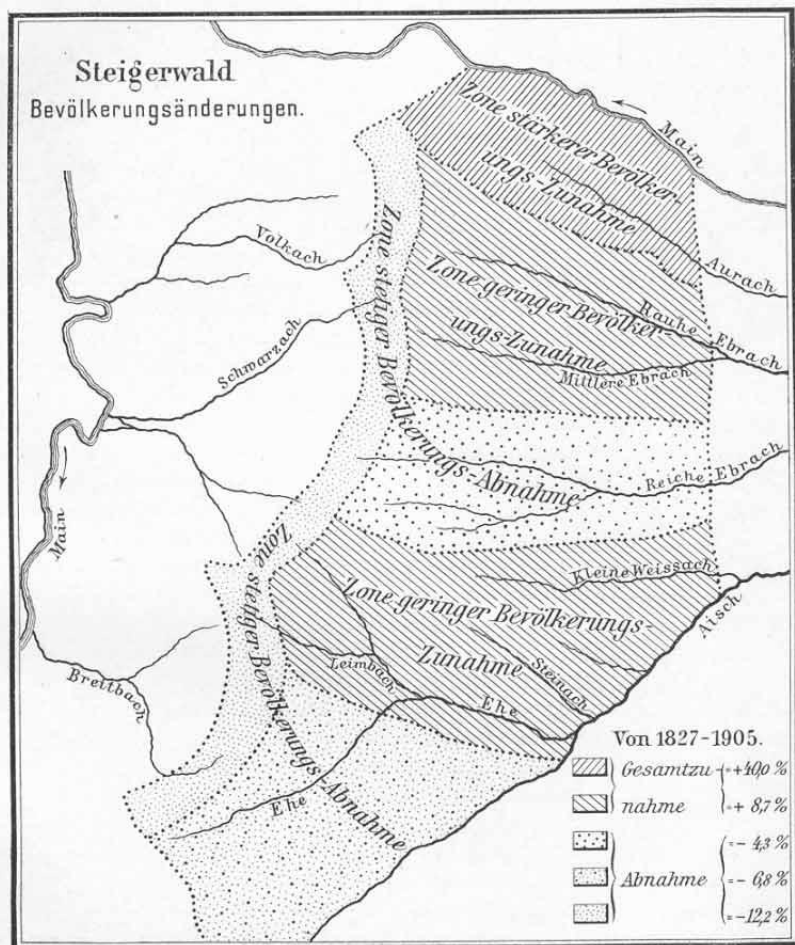 Steigerwald
Bevölkerungsänderungen.
Main
Zone stärkerer Bevölker-
ungs-Zunahme
Aurach
Volkach
Zone geringer Bevölker-
ungs-Zunahme
Rauhe Ebrach
Mittlere Ebrach
Schwarzach
Zone stetiger Bevölkerungs-Abnahme
Reiche Ebrach
Main
Kleine Weissach
Aisch
Zone geringer Bevölkerungs-
Zunahme
Steinach
Leimbach
Ehe
Breitbach
Zone stetiger Bevölkerungs-Abnahme
Ehe
Von 1827-1905.
Gesamtzu = +40,0 %
nahme = + 8,7 %
= - 4,3 %
Abnahme = - 6,8 %
= -12,2 %